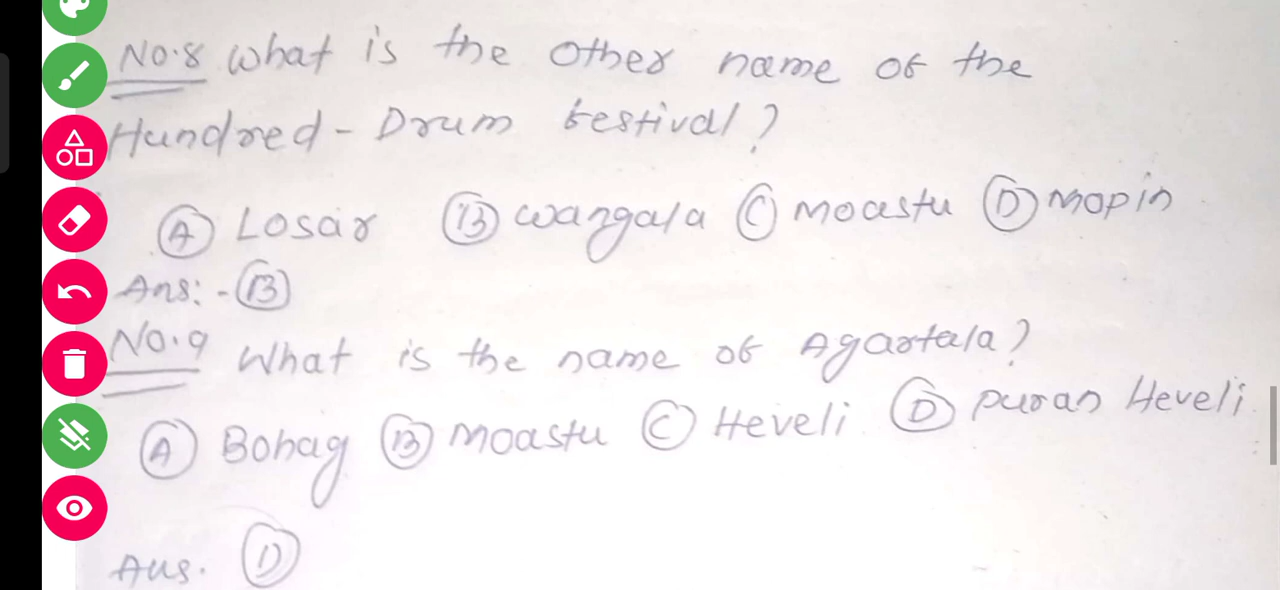 No.8 what is the other name of the
Hundred - Drum festival ?
(A) Losar (B) wangala (C) moastu (D) mopin
Ans: - (B)
No.9 What is the name of Agartala ?
(A) Bohag (B) moastu (C) Heveli (D) puran Heveli
Ans. (D)